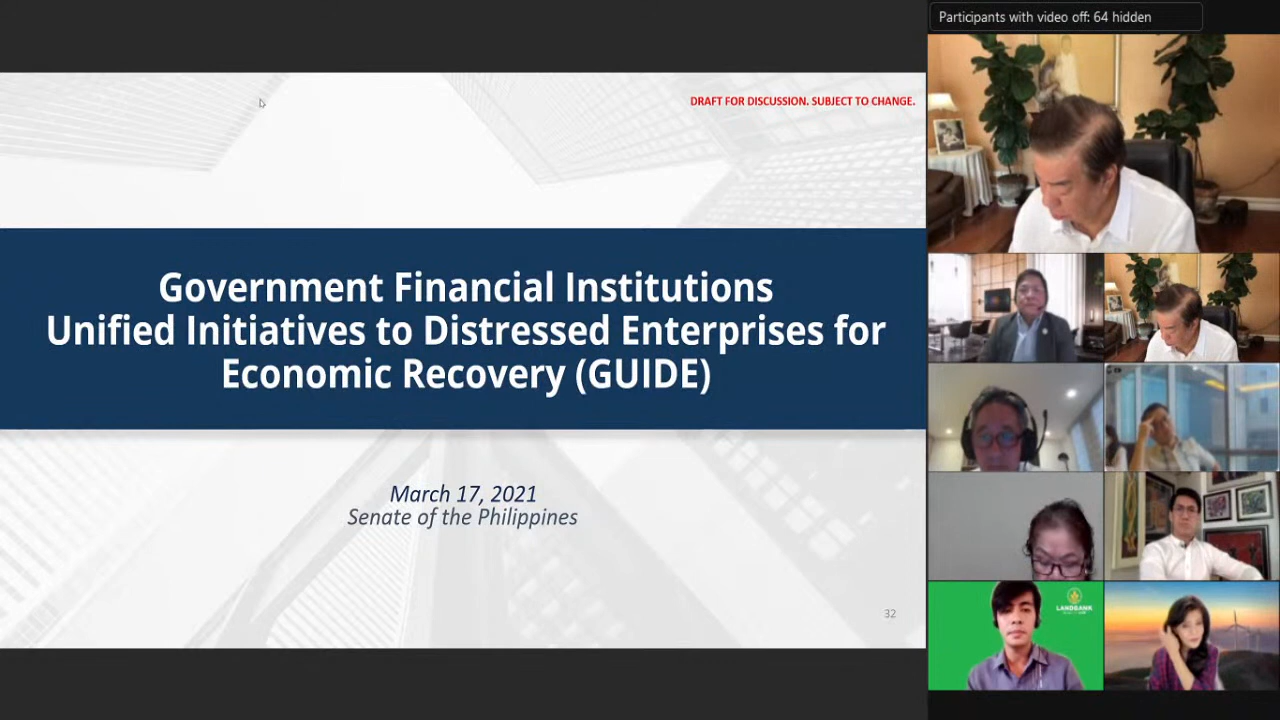 Participants with video off: 64 hidden
DRAFT FOR DISCUSSION. SUBJECT TO CHANGE.
Government Financial Institutions
Unified Initiatives to Distressed Enterprises for
Economic Recovery (GUIDE)
March 17, 2021
Senate of the Philippines
32
LANDBANK